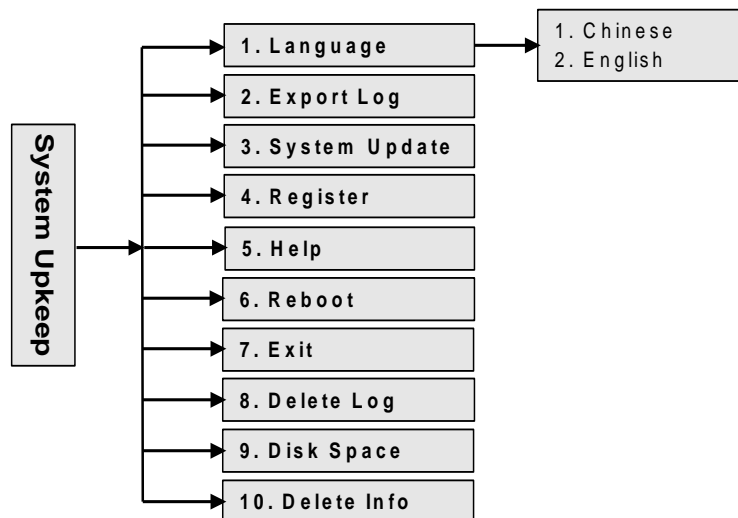 System Upkeep
1. Language
1. Chinese
2. English
2. Export Log
3. System Update
4. Register
5. Help
6. Reboot
7. Exit
8. Delete Log
9. Disk Space
10. Delete Info